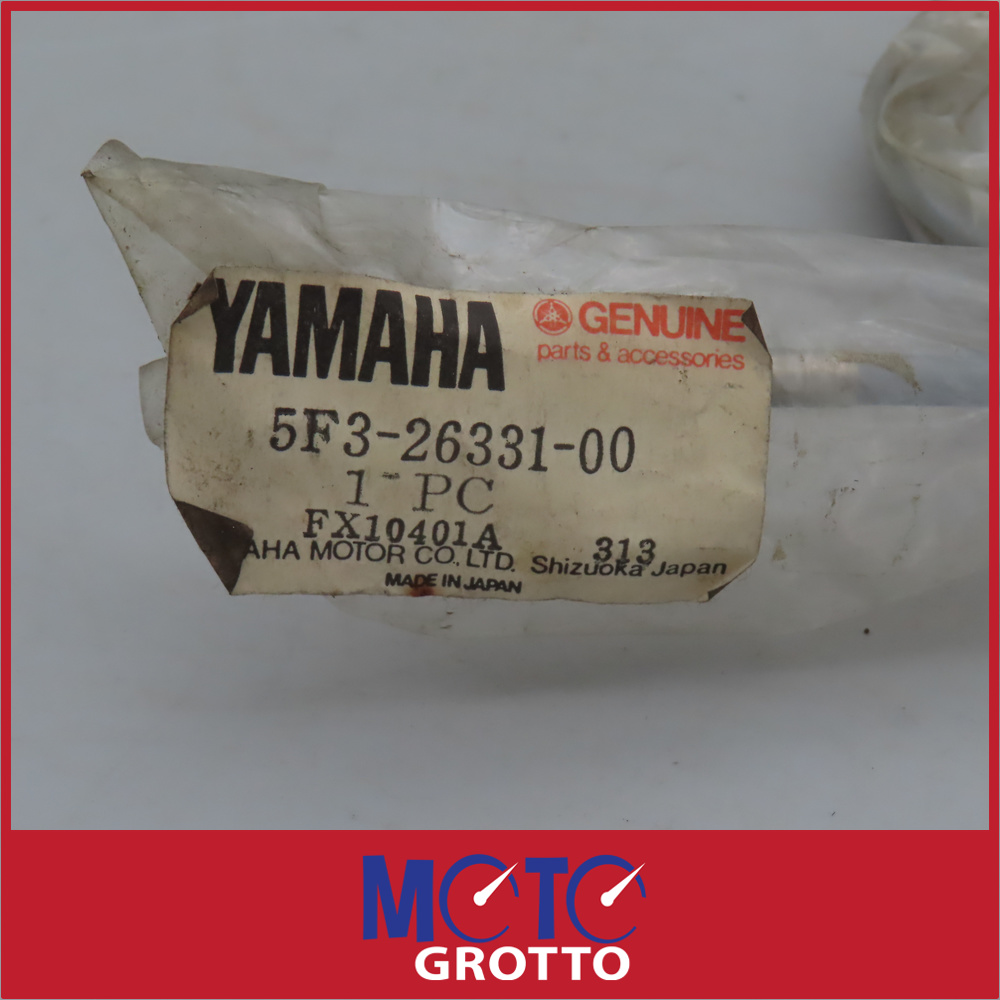 YAMAHA
GENUINE
parts & accessories
5F3-26331-00
1 PC
FX10401A
313
AHA MOTOR CO., LTD. Shizuoka Japan
MADE IN JAPAN
MOTO
GROTTO